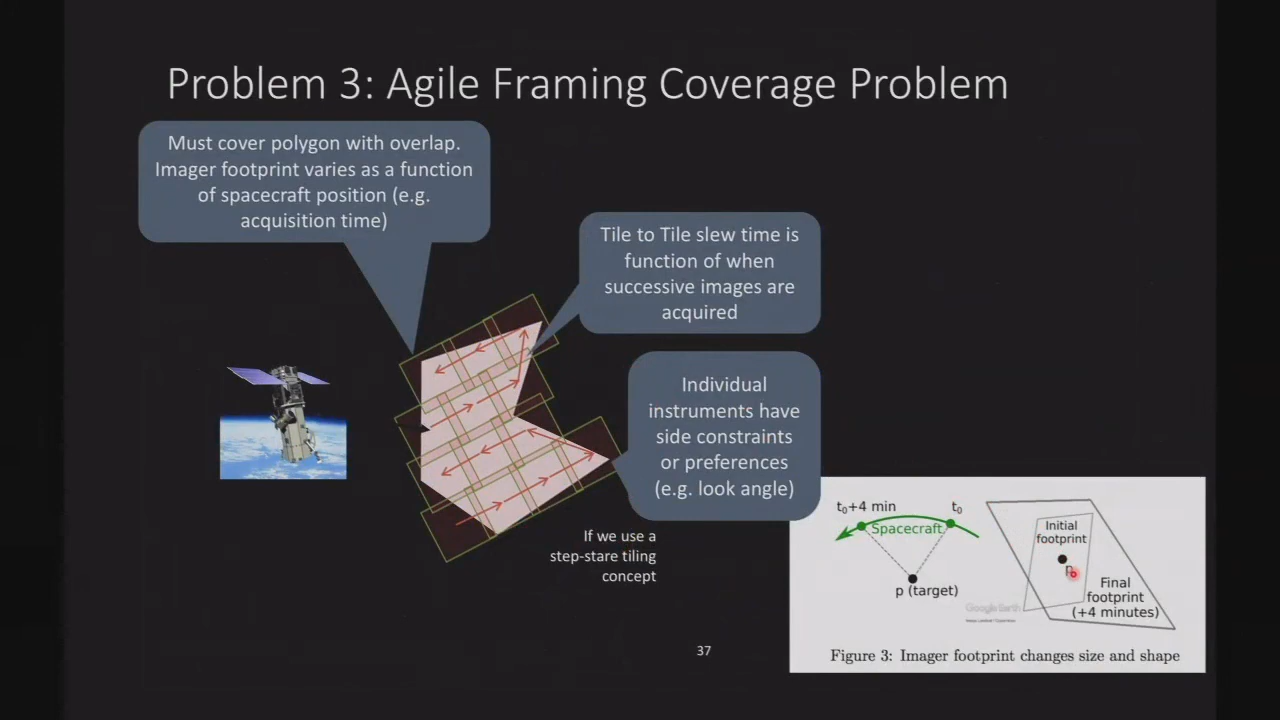 Problem 3: Agile Framing Coverage Problem
Must cover polygon with overlap.
Imager footprint varies as a function
of spacecraft position (e.g.
acquisition time)
Tile to Tile slew time is
function of when
successive images are
acquired
Individual
instruments have
side constraints
or preferences
(e.g. look angle)
If we use a
step-stare tiling
concept
t₀+4 min
t₀
Spacecraft
p (target)
Initial
footprint
p
Final
footprint
(+4 minutes)
Google Earth
Figure 3: Imager footprint changes size and shape
37